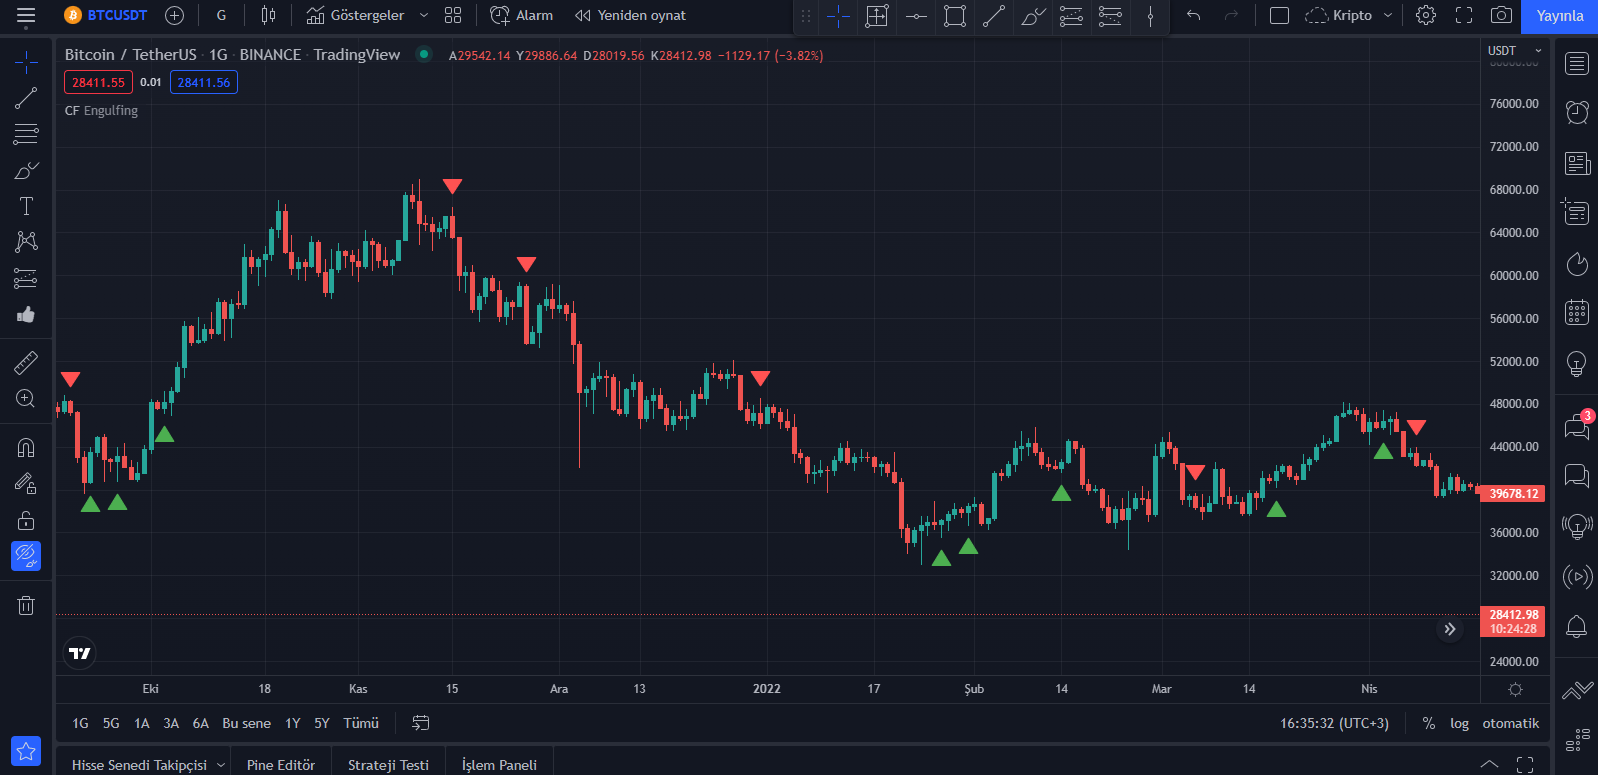 BTCUSDT G Göstergeler Alarm Yeniden oynat Kripto Yayınla
Bitcoin / TetherUS · 1G · BINANCE · TradingView A29542.14 Y29886.64 D28019.56 K28412.98 −1129.17 (−3.82%)
USDT
28411.55 0.01 28411.56
CF Engulfing
80000.00
76000.00
72000.00
68000.00
64000.00
60000.00
56000.00
52000.00
48000.00
3
44000.00
39678.12
36000.00
32000.00
28412.98
10:24:28
24000.00
Eki 18 Kas 15 Ara 13 2022 17 Şub 14 Mar 14 Nis
1G 5G 1A 3A 6A Bu sene 1Y 5Y Tümü 16:35:32 (UTC+3) % log otomatik
Hisse Senedi Takipçisi Pine Editör Strateji Testi İşlem Paneli